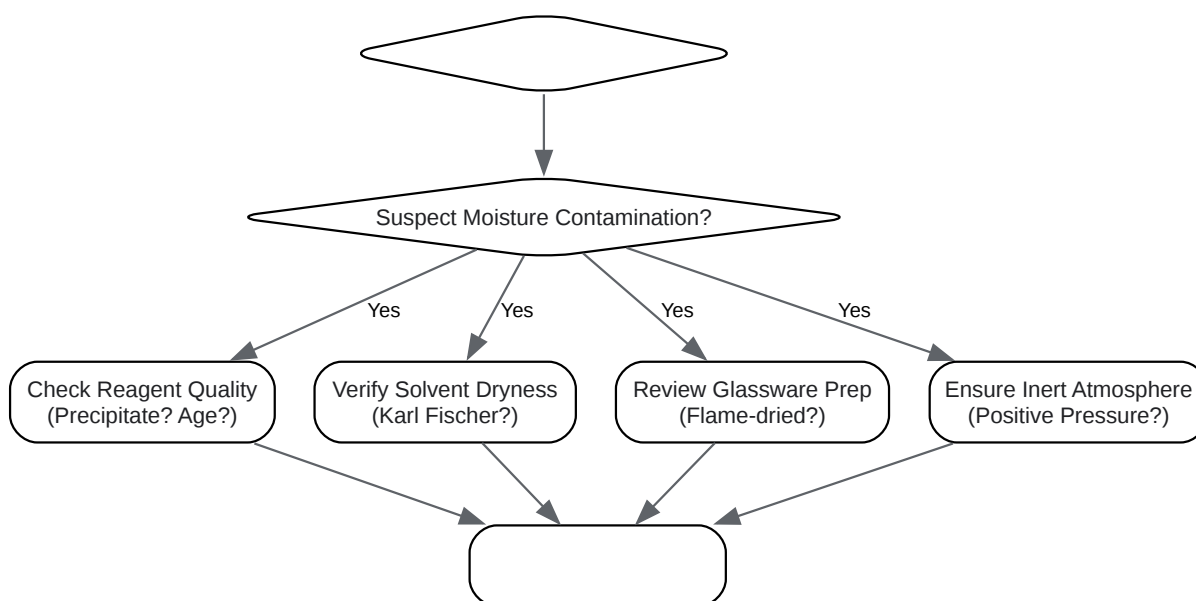 Suspect Moisture Contamination?
Yes
Yes
Yes
Yes
Check Reagent Quality
(Precipitate? Age?)
Verify Solvent Dryness
(Karl Fischer?)
Review Glassware Prep
(Flame-dried?)
Ensure Inert Atmosphere
(Positive Pressure?)